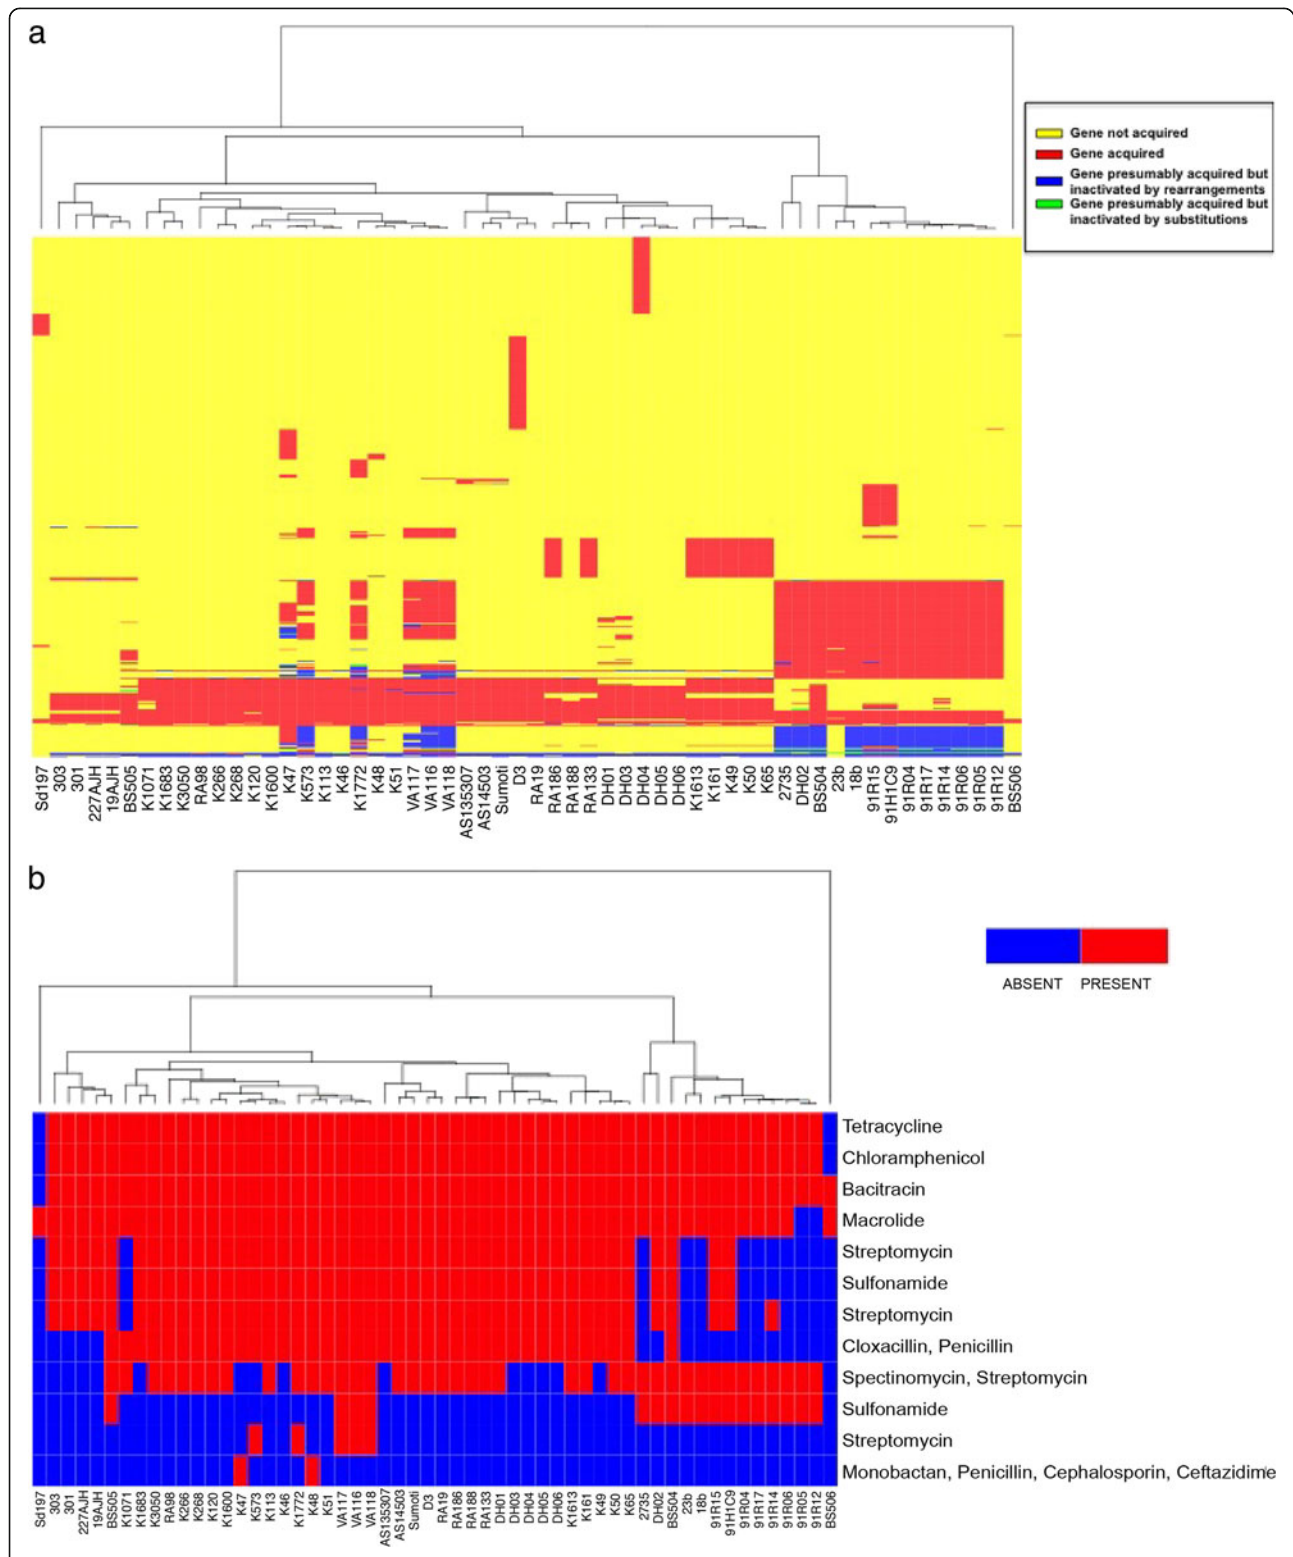 a
Gene not acquired
Gene acquired
Gene presumably acquired but
inactivated by rearrangements
Gene presumably acquired but
inactivated by substitutions
Sd197
303
301
227AJH
19AJH
BS505
K1071
K1683
K3050
RA98
K266
K268
K120
K1600
K47
K573
K113
K46
K1772
K48
K51
VA117
VA116
VA118
AS135307
AS14503
Sumoti
D3
RA19
RA186
RA188
RA133
DH01
DH03
DH04
DH05
DH06
K1613
K161
K49
K50
K65
2735
DH02
BS504
23b
18b
91R15
91H1C9
91R04
91R17
91R14
91R06
91R05
91R12
BS506
b
ABSENT PRESENT
Tetracycline
Chloramphenicol
Bacitracin
Macrolide
Streptomycin
Sulfonamide
Streptomycin
Cloxacillin, Penicillin
Spectinomycin, Streptomycin
Sulfonamide
Streptomycin
Monobactan, Penicillin, Cephalosporin, Ceftazidime
Sd197
303
301
227AJH
19AJH
BS505
K1071
K1683
K3050
RA98
K266
K268
K120
K1600
K47
K573
K113
K46
K1772
K48
K51
VA117
VA116
VA118
AS135307
AS14503
Sumoti
D3
RA19
RA186
RA188
RA133
DH01
DH03
DH04
DH05
DH06
K1613
K161
K49
K50
K65
2735
DH02
BS504
23b
18b
91R15
91H1C9
91R04
91R17
91R14
91R06
91R05
91R12
BS506